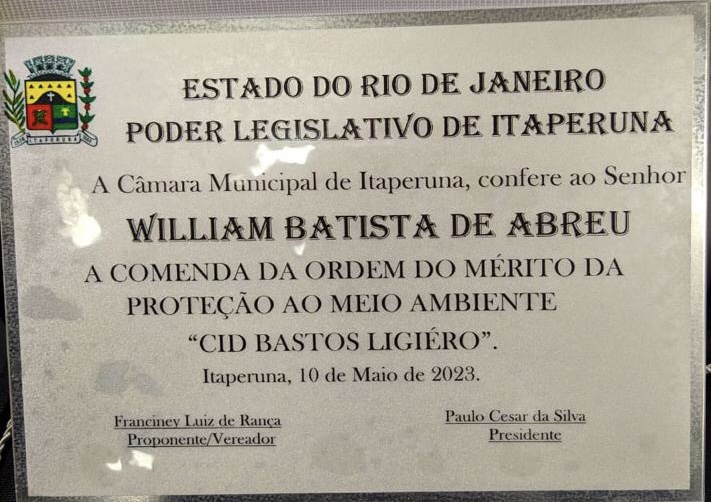 ITAPERUNA
ESTADO DO RIO DE JANEIRO
PODER LEGISLATIVO DE ITAPERUNA
A Câmara Municipal de Itaperuna, confere ao Senhor
WILLIAM BATISTA DE ABREU
A COMENDA DA ORDEM DO MÉRITO DA
PROTEÇÃO AO MEIO AMBIENTE
“CID BASTOS LIGIÉRO”.
Itaperuna, 10 de Maio de 2023.
Franciney Luiz de Rança
Proponente/Vereador
Paulo Cesar da Silva
Presidente